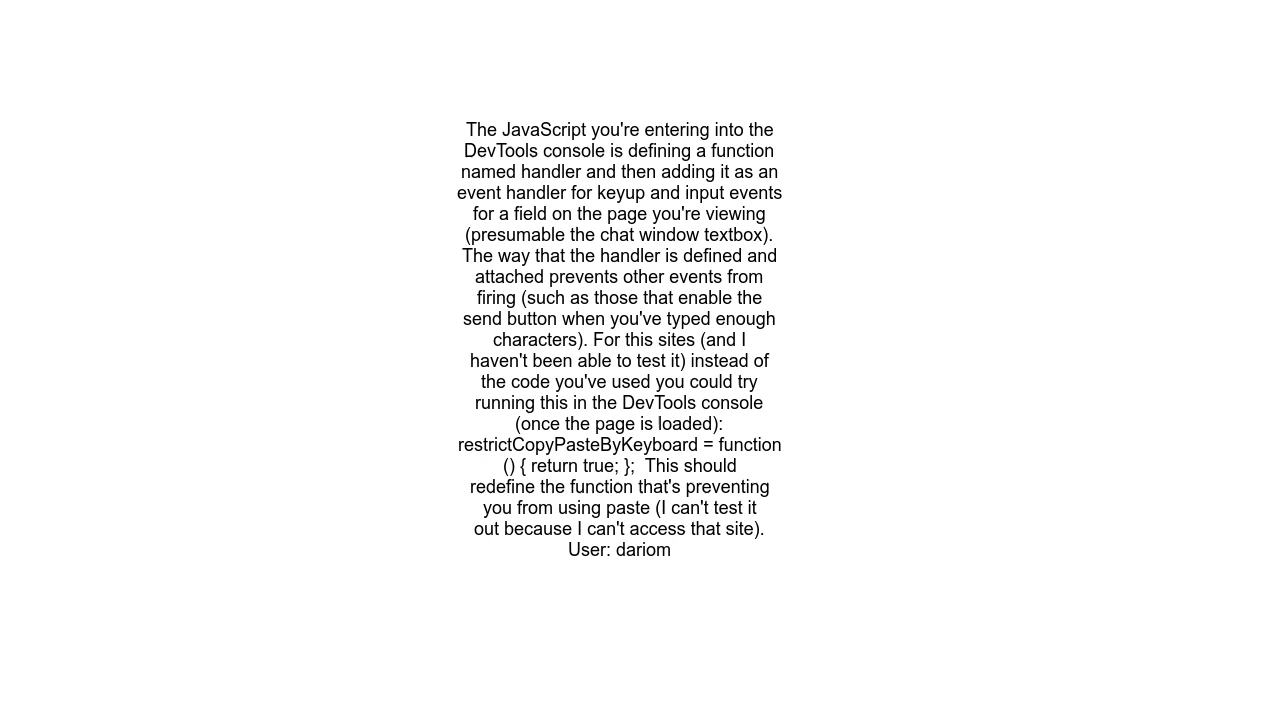 The JavaScript you're entering into the
DevTools console is defining a function
named handler and then adding it as an
event handler for keyup and input events
for a field on the page you're viewing
(presumable the chat window textbox).
The way that the handler is defined and
attached prevents other events from
firing (such as those that enable the
send button when you've typed enough
characters). For this sites (and I
haven't been able to test it) instead of
the code you've used you could try
running this in the DevTools console
(once the page is loaded):
restrictCopyPasteByKeyboard = function
() { return true; };  This should
redefine the function that's preventing
you from using paste (I can't test it
out because I can't access that site).
User: dariom